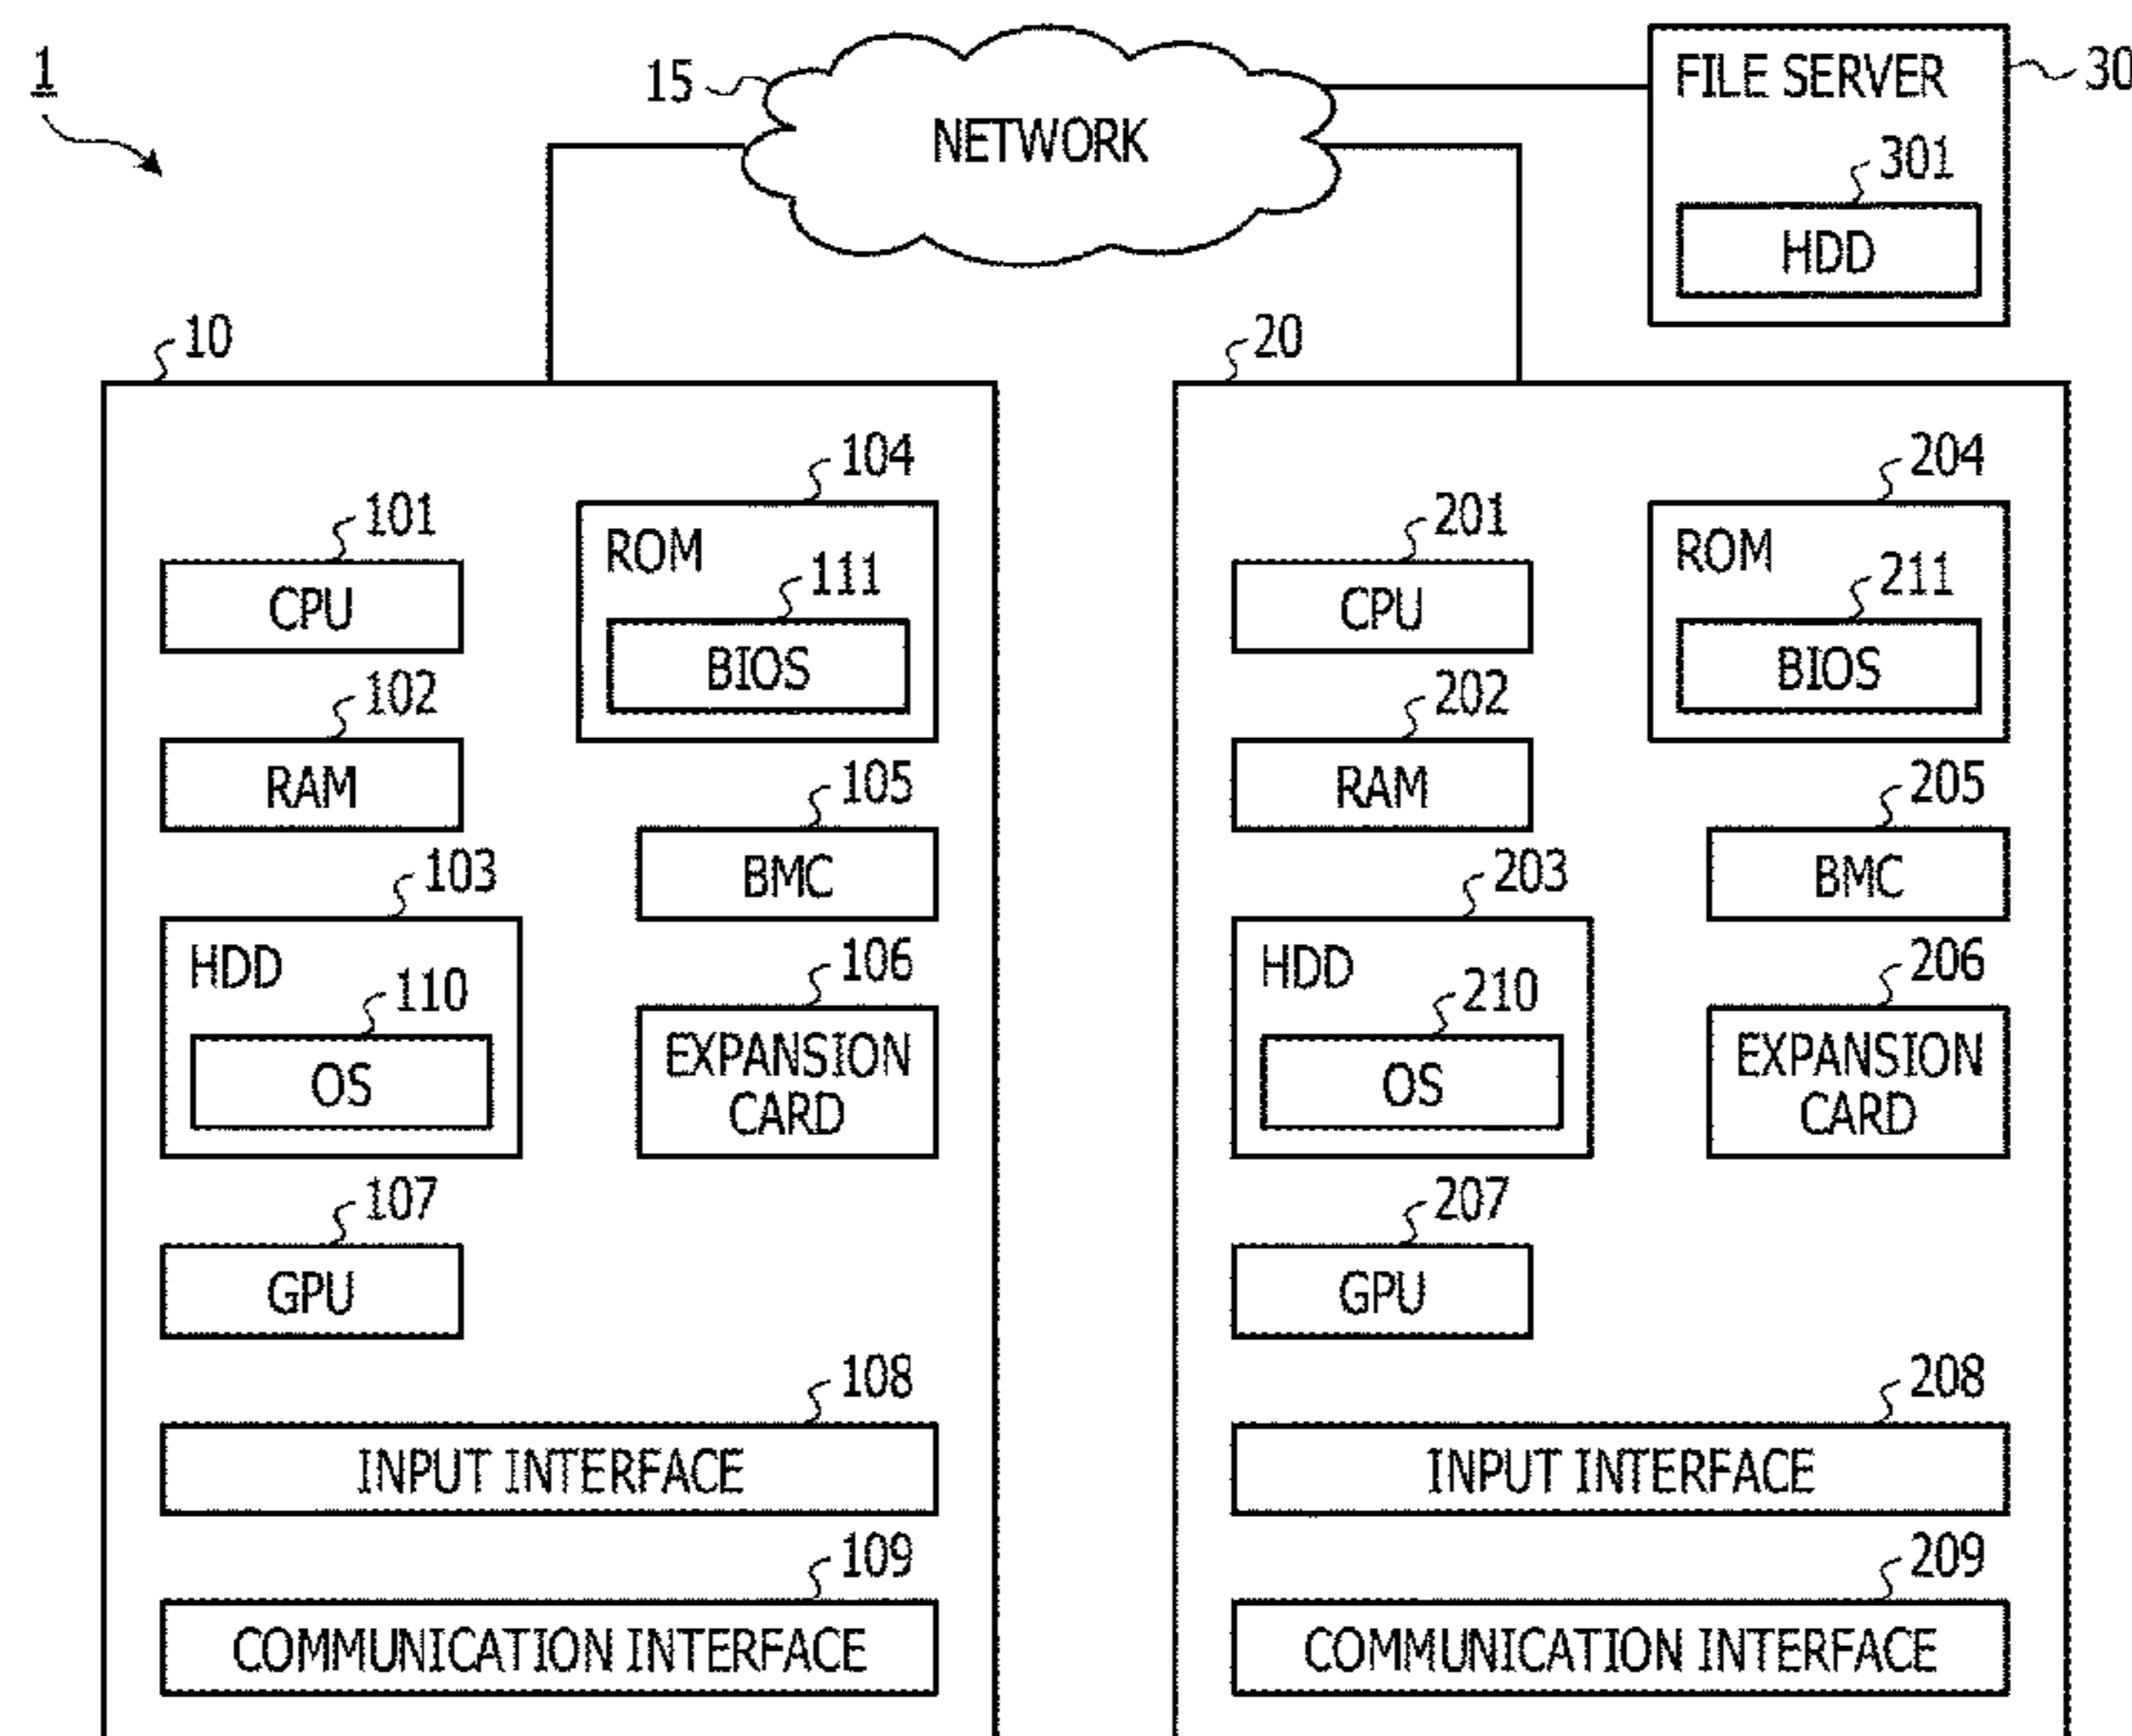 1
15
NETWORK
FILE SERVER
30
301
HDD
10
104
101
ROM
111
CPU
BIOS
102
RAM
105
BMC
103
HDD
106
110
EXPANSION
CARD
OS
107
GPU
108
INPUT INTERFACE
109
COMMUNICATION INTERFACE
20
204
201
ROM
211
CPU
BIOS
202
RAM
205
BMC
203
HDD
206
210
EXPANSION
CARD
OS
207
GPU
208
INPUT INTERFACE
209
COMMUNICATION INTERFACE